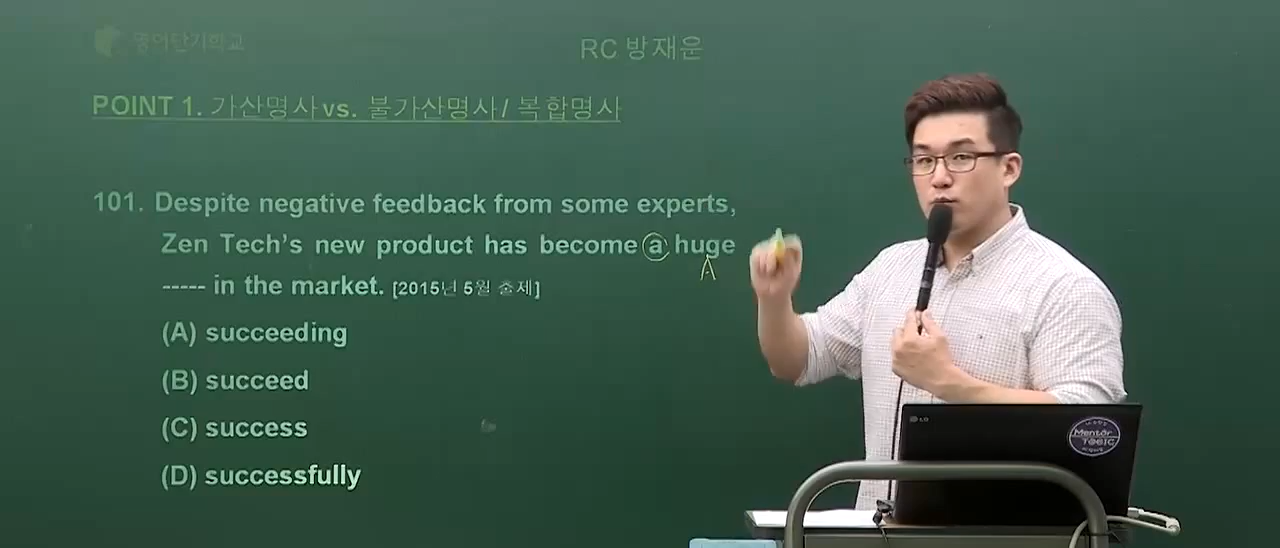 영어단기학교
RC 방재운
POINT 1. 가산명사 vs. 불가산명사 / 복합명사
101. Despite negative feedback from some experts,
Zen Tech's new product has become a huge
A
----- in the market. [2015년 5월 출제]
(A) succeeding
(B) succeed
(C) success
(D) successfully
LG
Mentor
TOEIC